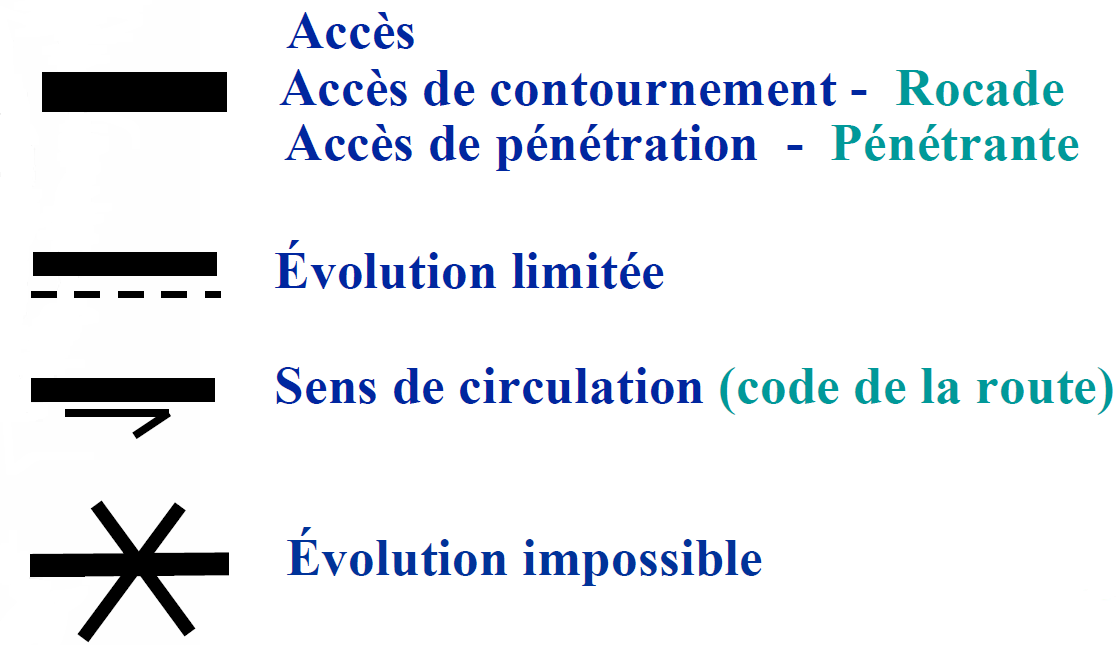 Accès
Accès de contournement - Rocade
Accès de pénétration - Pénétrante
Évolution limitée
Sens de circulation (code de la route)
Évolution impossible